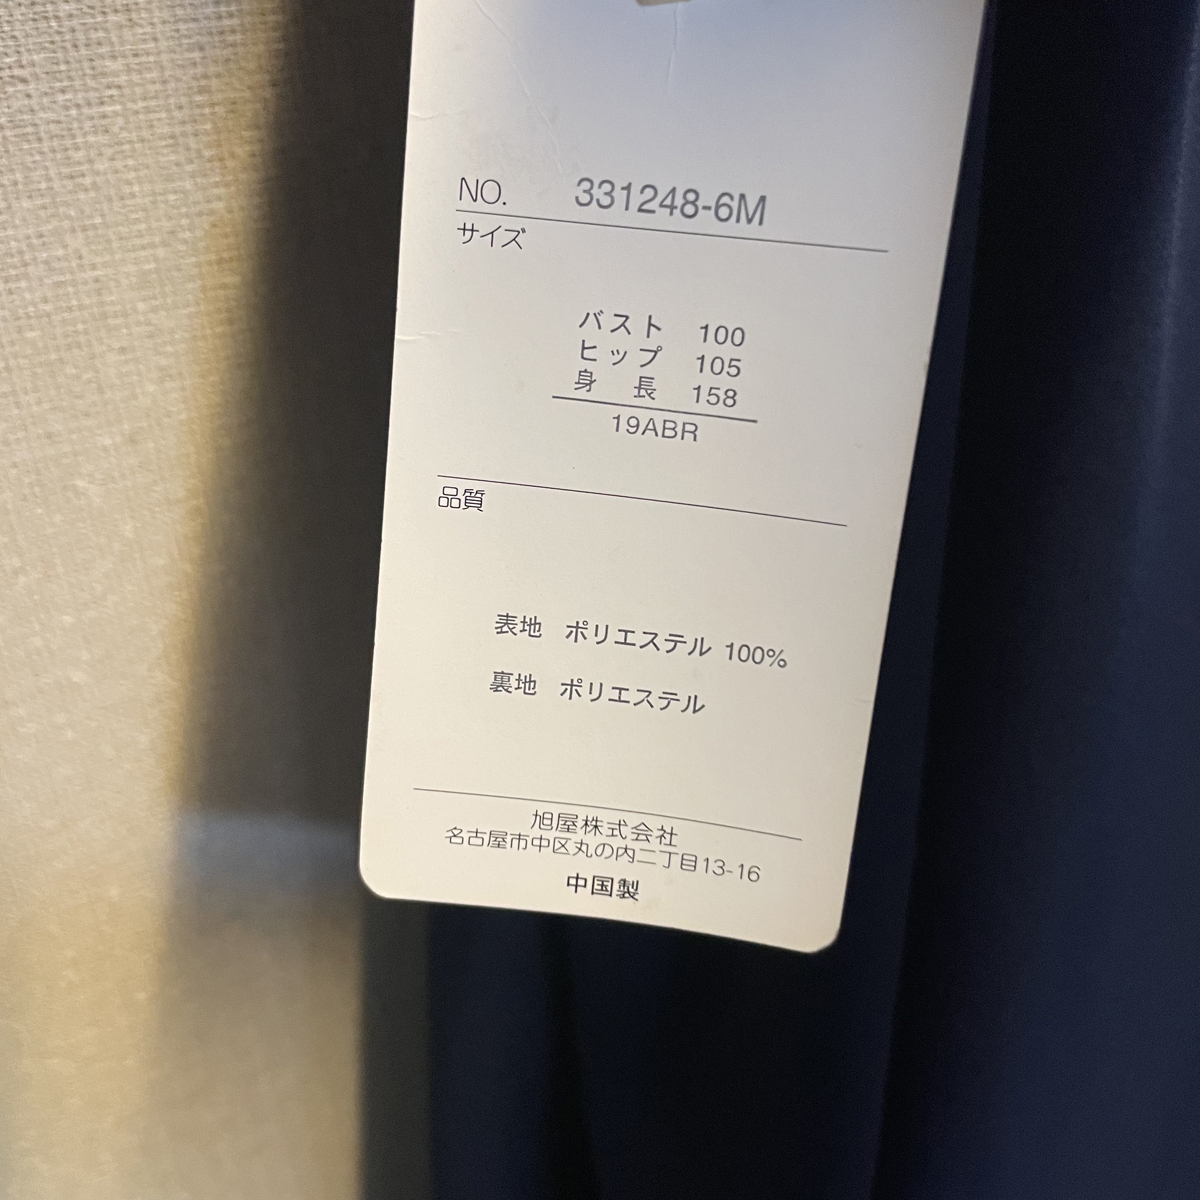 NO. 331248-6M
サイズ
バスト 100
ヒップ 105
身長 158
19ABR
品質
表地 ポリエステル 100%
裏地 ポリエステル
旭屋株式会社
名古屋市中区丸の内二丁目13-16
中国製